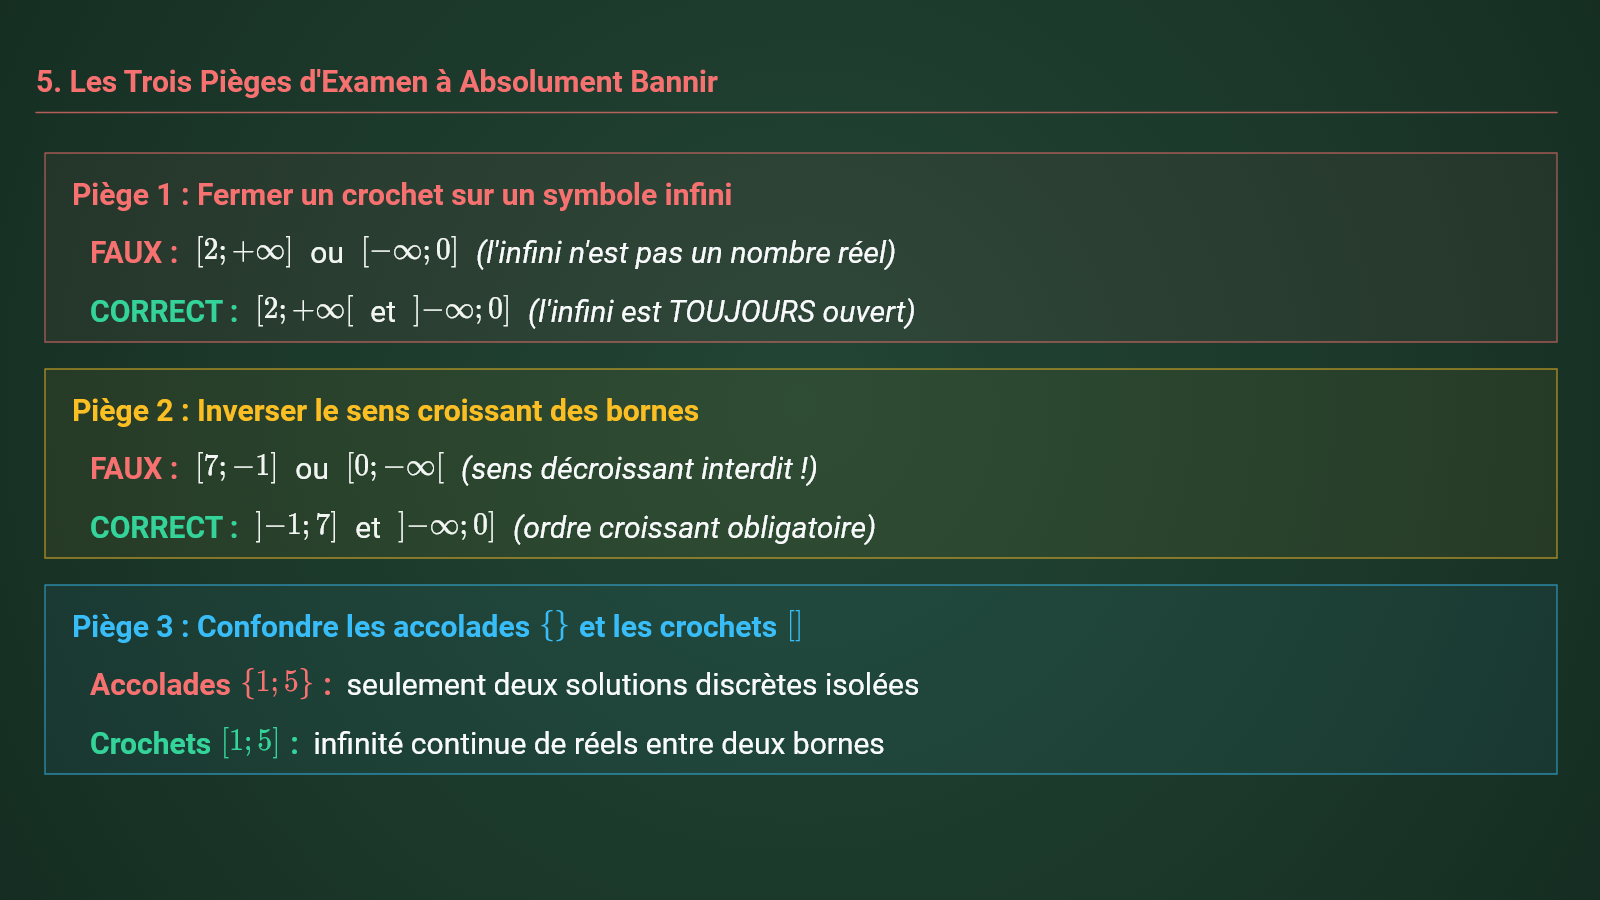 5. Les Trois Pièges d'Examen à Absolument Bannir
Piège 1 : Fermer un crochet sur un symbole infini
FAUX : [2; +∞] ou [−∞; 0] (l'infini n'est pas un nombre réel)
CORRECT : [2; +∞[ et ]−∞; 0] (l'infini est TOUJOURS ouvert)
Piège 2 : Inverser le sens croissant des bornes
FAUX : [7; −1] ou [0; −∞[ (sens décroissant interdit !)
CORRECT : ]−1; 7] et ]−∞; 0] (ordre croissant obligatoire)
Piège 3 : Confondre les accolades {} et les crochets []
Accolades {1; 5} : seulement deux solutions discrètes isolées
Crochets [1; 5] : infinité continue de réels entre deux bornes